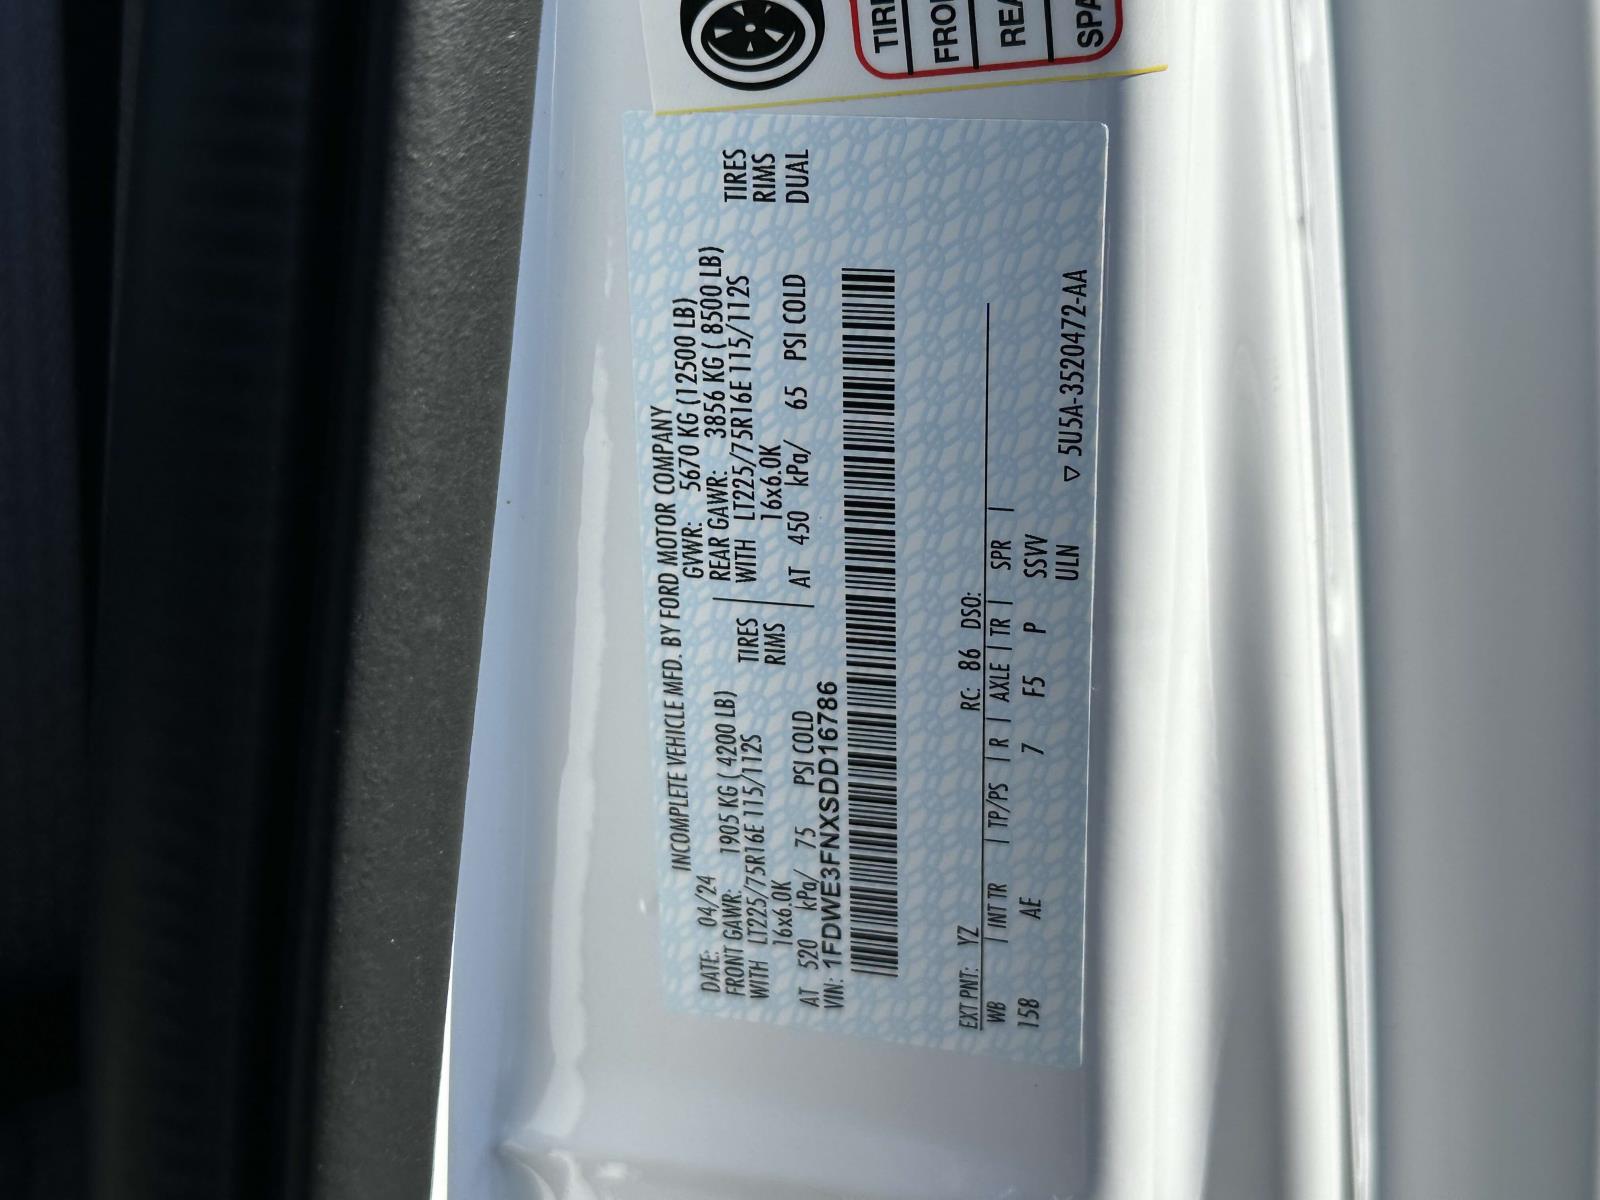 TIRE
FRO
REA
SPA
INCOMPLETE VEHICLE MFD. BY FORD MOTOR COMPANY
DATE: 04/24 GVWR: 5670 KG (12500 LB)
FRONT GAWR: 1905 KG ( 4200 LB) REAR GAWR: 3856 KG ( 8500 LB)
WITH LT225/75R16E 115/112S TIRES WITH LT225/75R16E 115/112S TIRES
16x6.0K RIMS 16x6.0K RIMS
AT 520 kPa/ 75 PSI COLD AT 450 kPa/ 65 PSI COLD DUAL
VIN: 1FDWE3FNXSDD16786
EXT PNT: YZ RC: 86 DSO:
WB | INT TR | TP/PS | R | AXLE | TR | SPR |
158 AE 7 F5 P SSVV
ULN ▽ 5U5A-3520472-AA